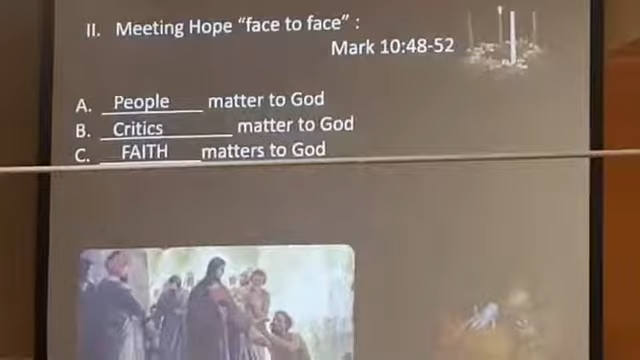 II. Meeting Hope “face to face” :
Mark 10:48-52
A. People matter to God
B. Critics matter to God
C. FAITH matters to God